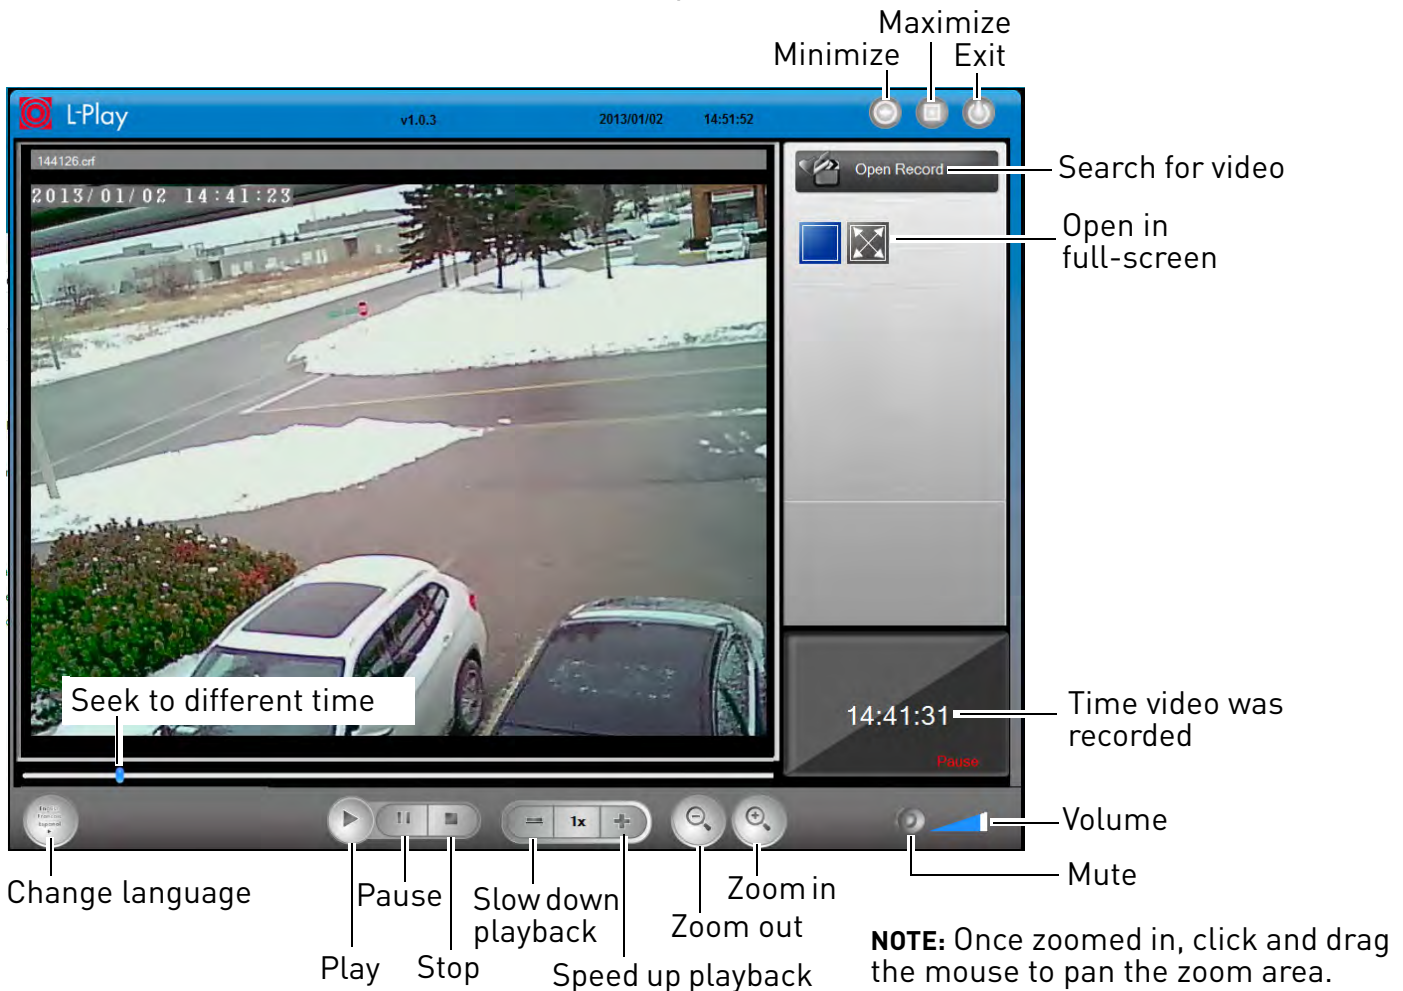 Maximize
Minimize
Exit
L-Play
v1.0.3
2013/01/02
14:51:52
144126.crf
Open Record
Search for video
2013/01/02 14:41:23
Open in
full-screen
Seek to different time
14:41:31
Time video was
recorded
Pause
1x
Volume
Mute
Change language
Pause
Slow down
playback
Zoom in
Zoom out
Play
Stop
Speed up playback
NOTE: Once zoomed in, click and drag
the mouse to pan the zoom area.